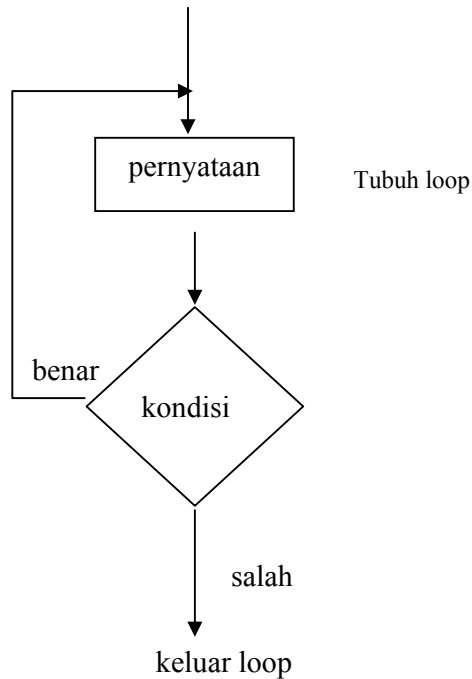 pernyataan
Tubuh loop
benar
kondisi
salah
keluar loop